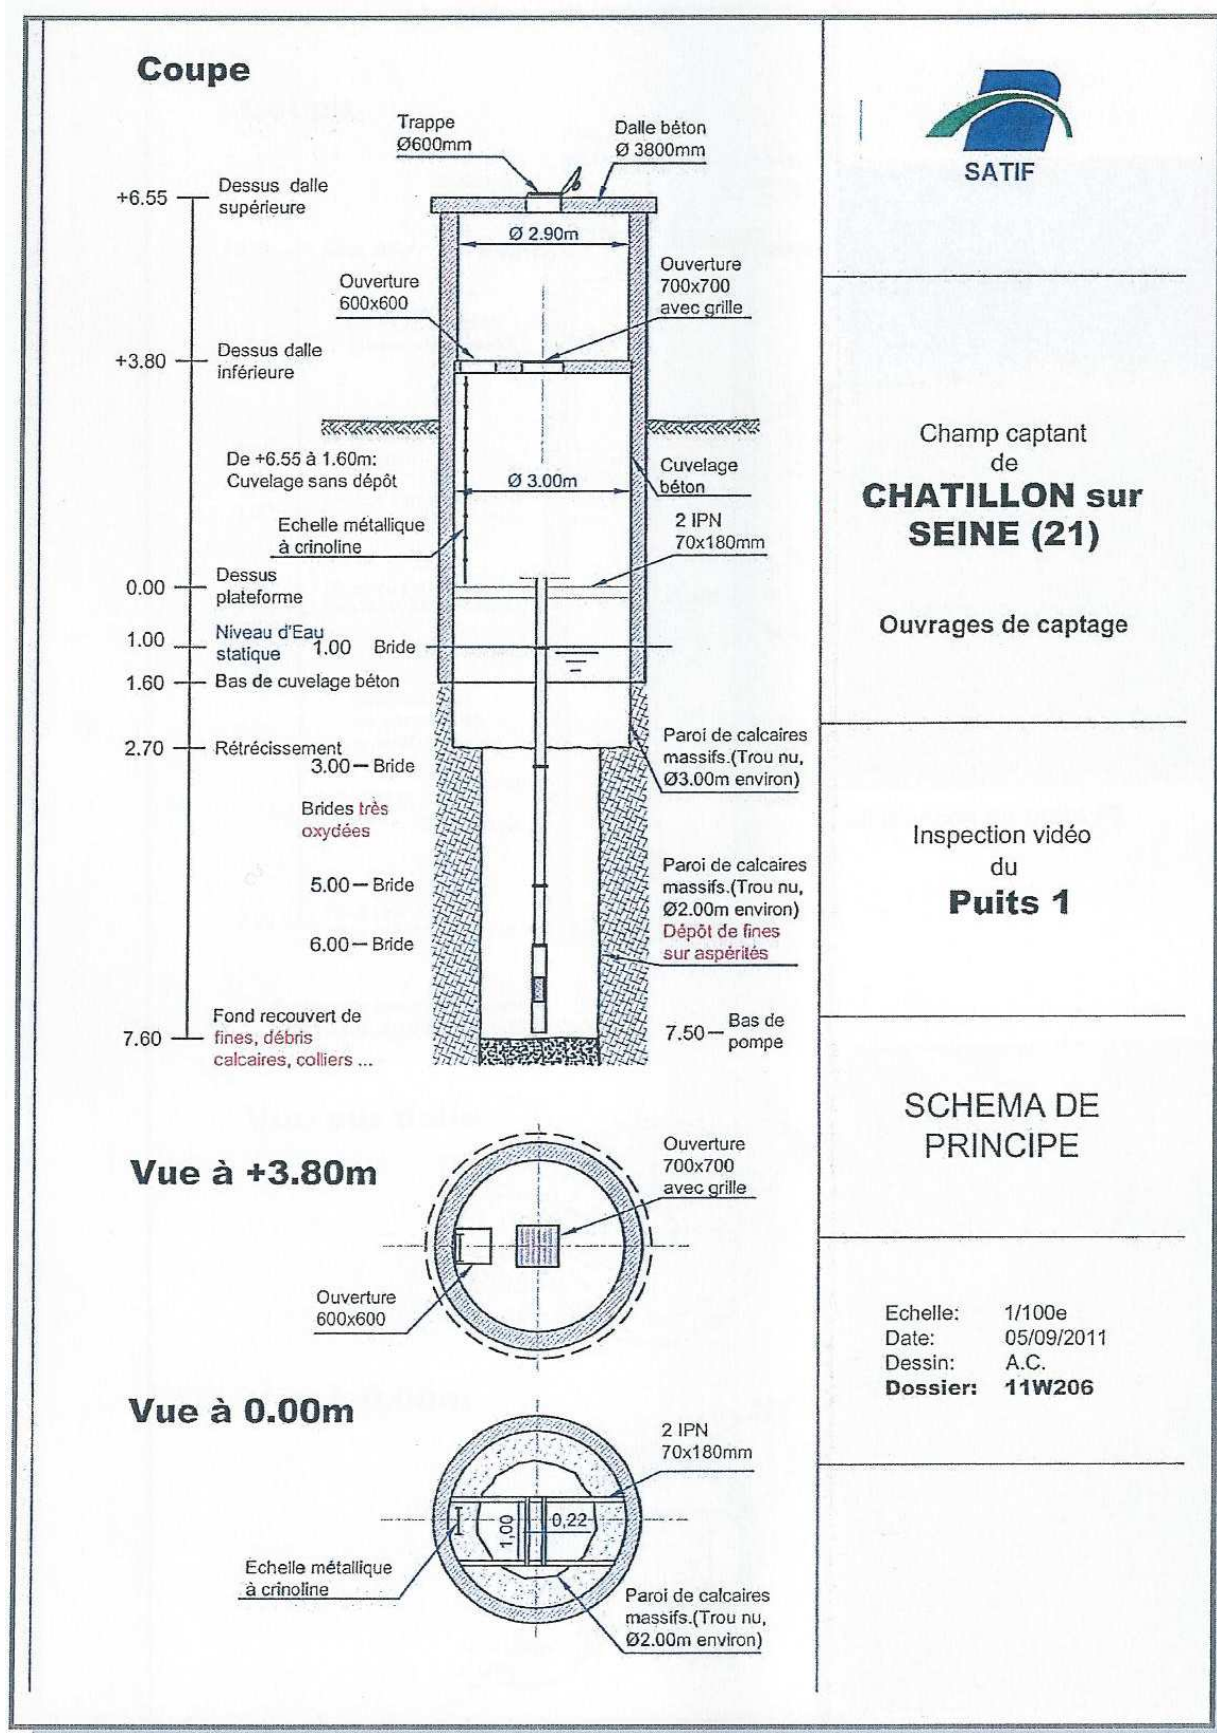 Coupe
Trappe
Ø600mm
Dalle béton
Ø 3800mm
+6.55
Dessus dalle
supérieure
Ø 2.90m
Ouverture
600x600
Ouverture
700x700
avec grille
+3.80
Dessus dalle
inférieure
De +6.55 à 1.60m:
Cuvelage sans dépôt
Ø 3.00m
Cuvelage
béton
Echelle métallique
à crinoline
2 IPN
70x180mm
0.00
Dessus
plateforme
1.00
Niveau d'Eau
statique
1.00 Bride
1.60
Bas de cuvelage béton
2.70
Rétrécissement
3.00 Bride
Paroi de calcaires
massifs.(Trou nu,
Ø3.00m environ)
Brides très
oxydées
5.00 Bride
Paroi de calcaires
massifs.(Trou nu,
Ø2.00m environ)
Dépôt de fines
sur aspérités
6.00 Bride
7.60
Fond recouvert de
fines, débris
calcaires, colliers ...
7.50 Bas de
pompe
Vue à +3.80m
Ouverture
700x700
avec grille
Ouverture
600x600
Vue à 0.00m
2 IPN
70x180mm
1,00
0,22
Echelle métallique
à crinoline
Paroi de calcaires
massifs.(Trou nu,
Ø2.00m environ)
SATIF
Champ captant
de
CHATILLON sur
SEINE (21)
Ouvrages de captage
Inspection vidéo
du
Puits 1
SCHEMA DE
PRINCIPE
Echelle: 1/100e
Date: 05/09/2011
Dessin: A.C.
Dossier: 11W206